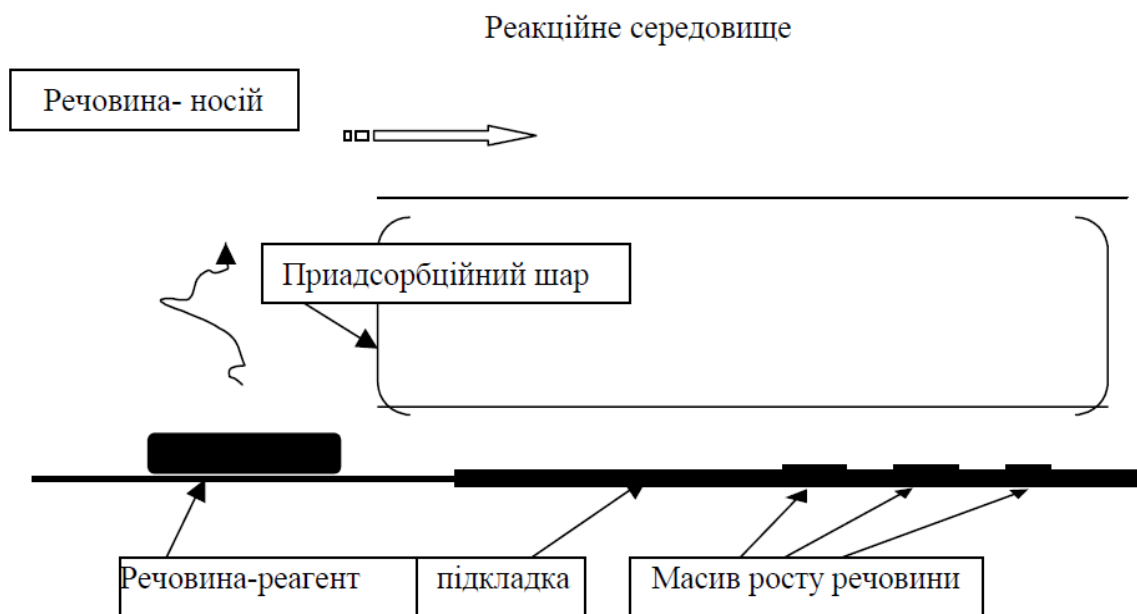 Реакційне середовище
Речовина- носій
Приадсорбційний шар
Речовина-реагент
підкладка
Масив росту речовини